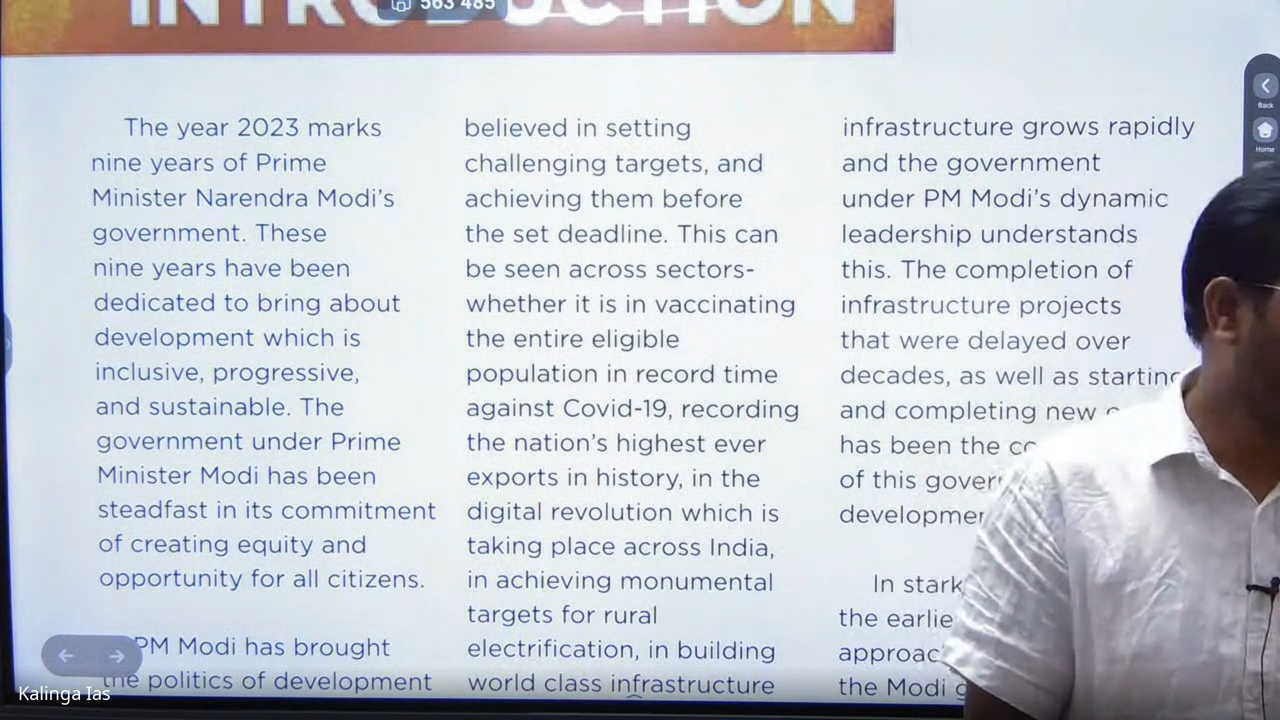 INTRODUCTION
563 485
The year 2023 marks
nine years of Prime
Minister Narendra Modi's
government. These
nine years have been
dedicated to bring about
development which is
inclusive, progressive,
and sustainable. The
government under Prime
Minister Modi has been
steadfast in its commitment
of creating equity and
opportunity for all citizens.
PM Modi has brought
the politics of development
believed in setting
challenging targets, and
achieving them before
the set deadline. This can
be seen across sectors-
whether it is in vaccinating
the entire eligible
population in record time
against Covid-19, recording
the nation's highest ever
exports in history, in the
digital revolution which is
taking place across India,
in achieving monumental
targets for rural
electrification, in building
world class infrastructure
infrastructure grows rapidly
and the government
under PM Modi's dynamic
leadership understands
this. The completion of
infrastructure projects
that were delayed over
decades, as well as starting
and completing new
has been the
of this
In stark
the
the Modi
Back
Home
Kalinga Ias